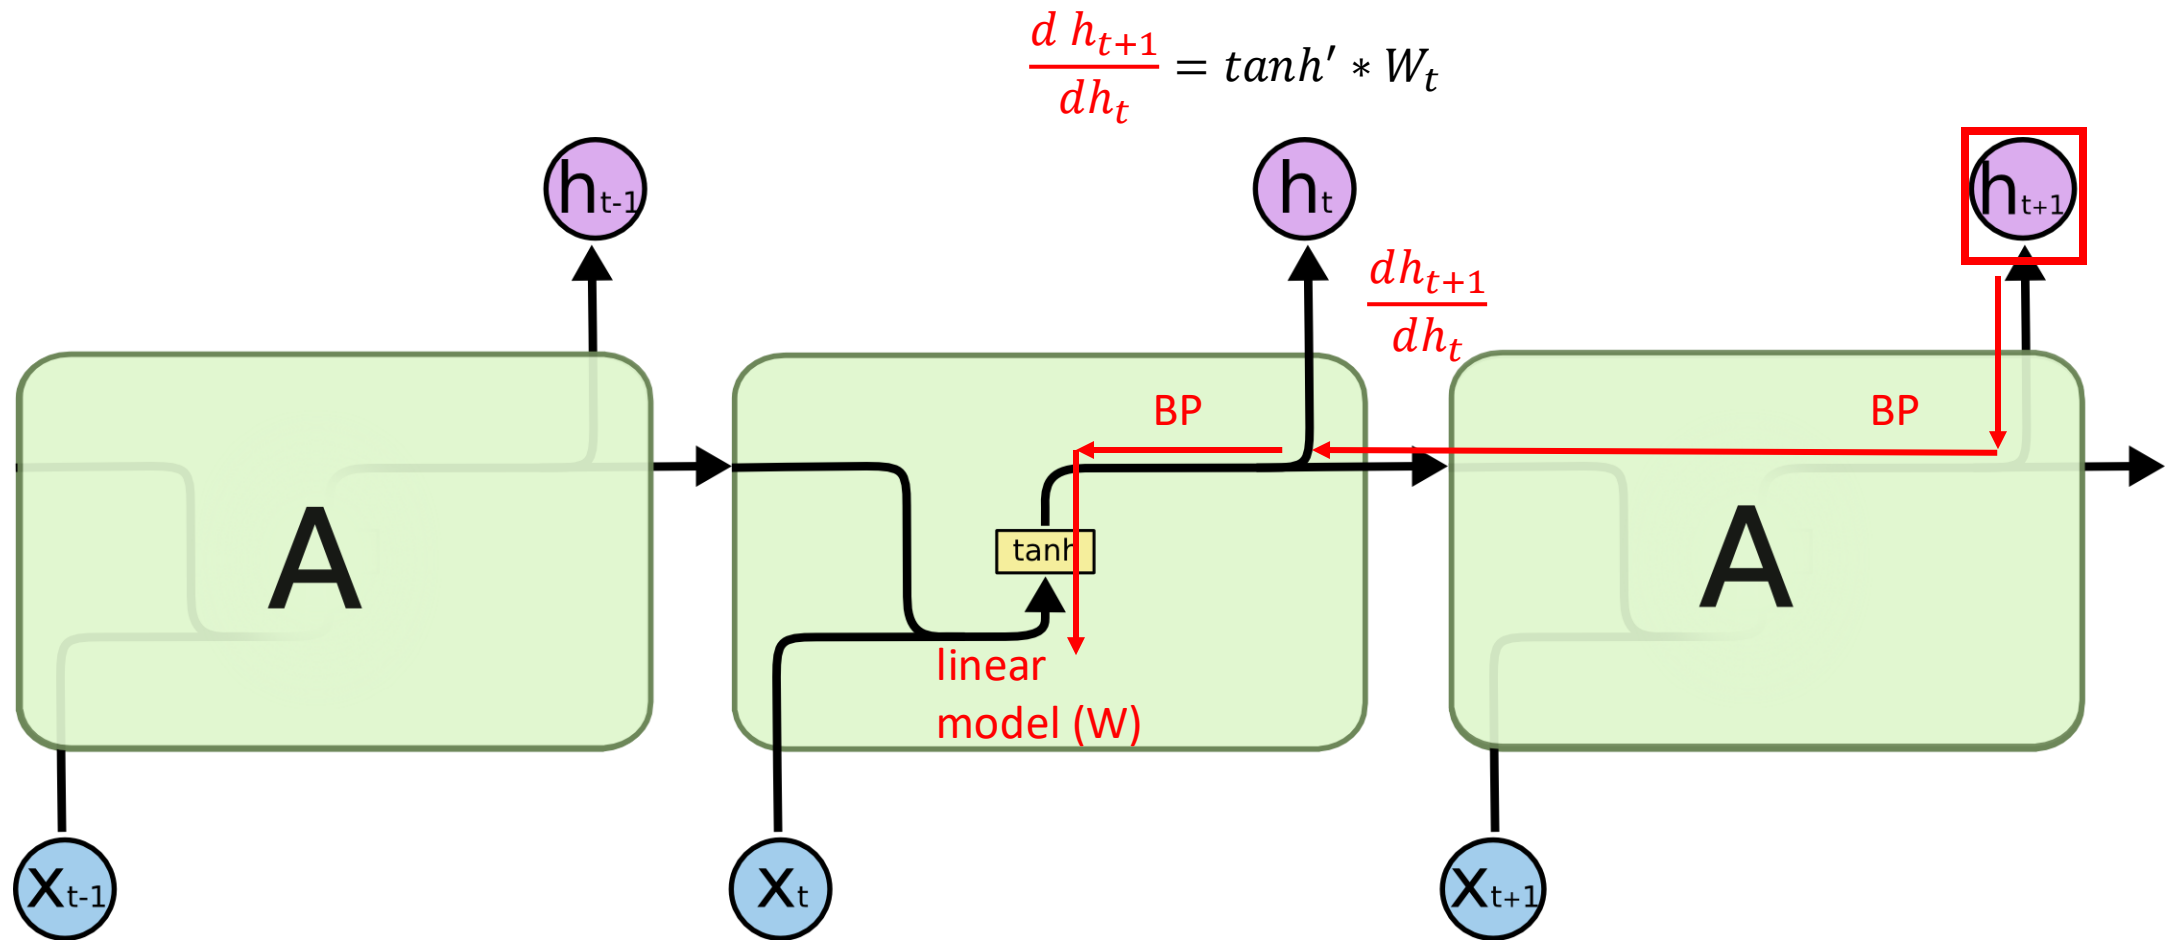 d h_{t+1} / dh_t = tanh′ * W_t
h_{t-1}
h_t
h_{t+1}
dh_{t+1} / dh_t
BP
BP
A
tanh
A
linear
model (W)
x_{t-1}
x_t
x_{t+1}